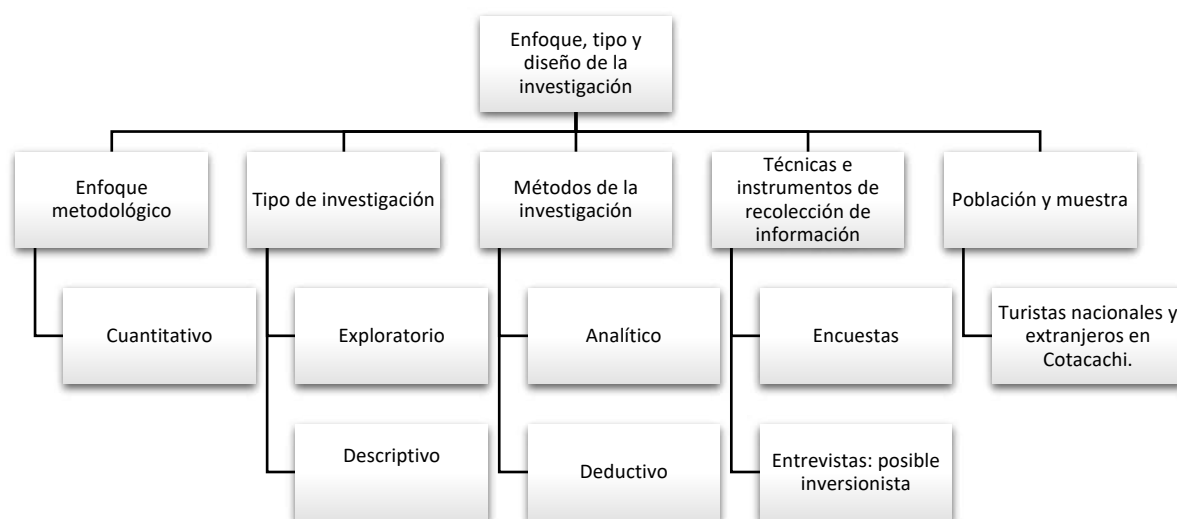 Enfoque, tipo y
diseño de la
investigación
Enfoque
metodológico
Tipo de investigación
Métodos de la
investigación
Técnicas e
instrumentos de
recolección de
información
Población y muestra
Cuantitativo
Exploratorio
Analítico
Encuestas
Turistas nacionales y
extranjeros en
Cotacachi.
Descriptivo
Deductivo
Entrevistas: posible
inversionista